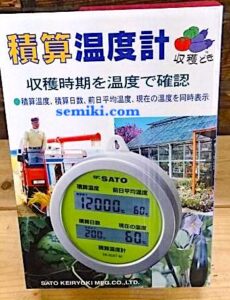 積算温度計
収穫どき
収穫時期を温度で確認
●積算温度、積算日数、前日平均温度、現在の温度を同時表示
semiki.com
SATO
積算温度 前日平均温度
12000 60
積算日数 現在の温度
200 60
積算温度計
SATO KEIRYOKI MFG.CO.,LTD.